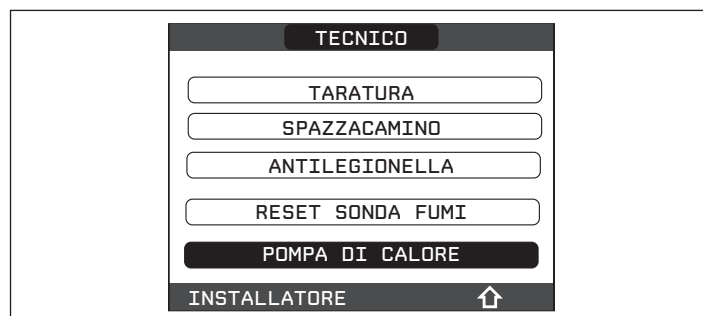 TECNICO
TARATURA
SPAZZACAMINO
ANTILEGIONELLA
RESET SONDA FUMI
POMPA DI CALORE
INSTALLATORE